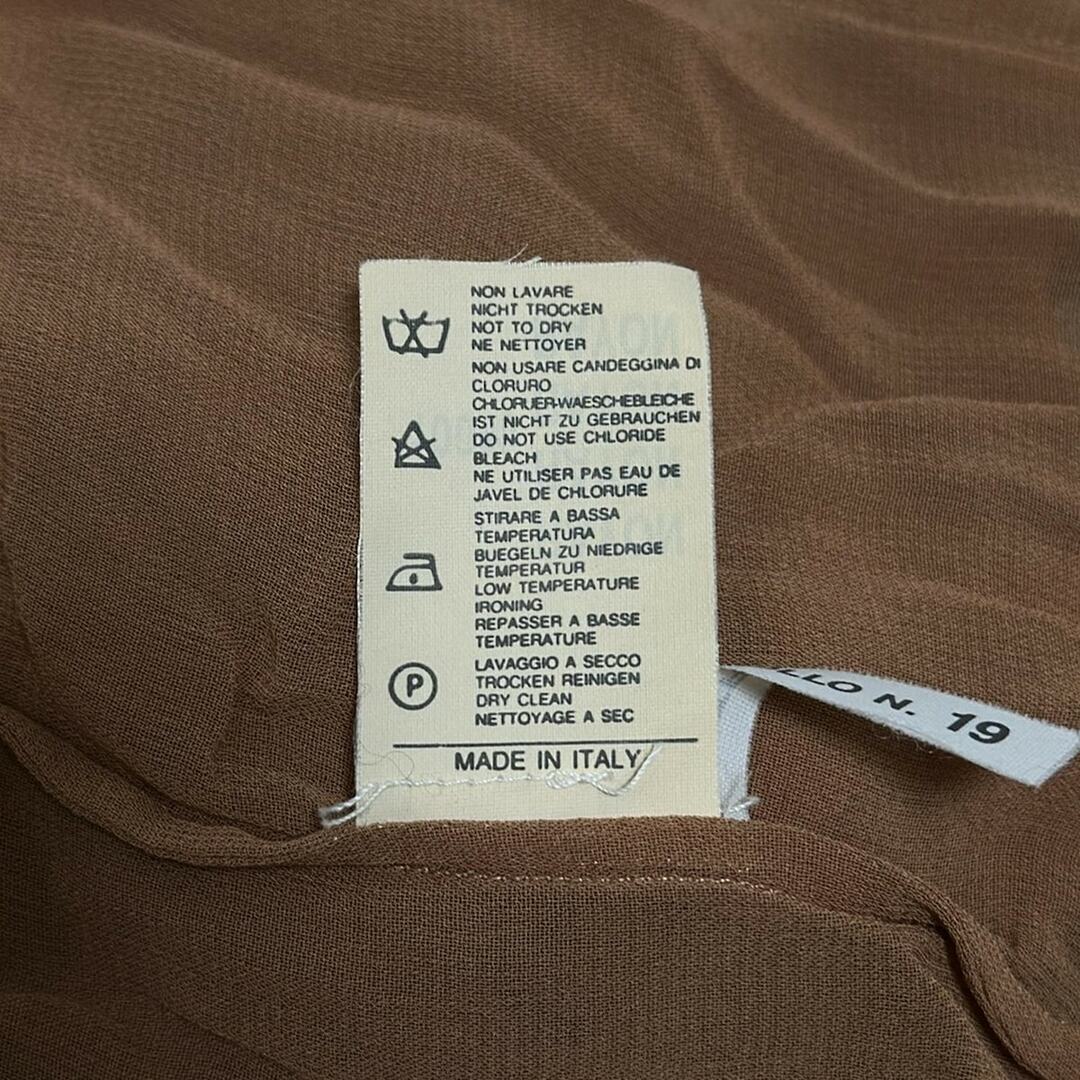 NON LAVARE
NICHT TROCKEN
NOT TO DRY
NE NETTOYER
NON USARE CANDEGGINA DI
CLORURO
CHLORUER-WAESCHEBLEICHE
IST NICHT ZU GEBRAUCHEN
DO NOT USE CHLORIDE
BLEACH
NE UTILISER PAS EAU DE
JAVEL DE CHLORURE
STIRARE A BASSA
TEMPERATURA
BUEGELN ZU NIEDRIGE
TEMPERATUR
LOW TEMPERATURE
IRONING
REPASSER A BASSE
TEMPERATURE
P
LAVAGGIO A SECCO
TROCKEN REINIGEN
DRY CLEAN
NETTOYAGE A SEC
MADE IN ITALY
LLO N. 19